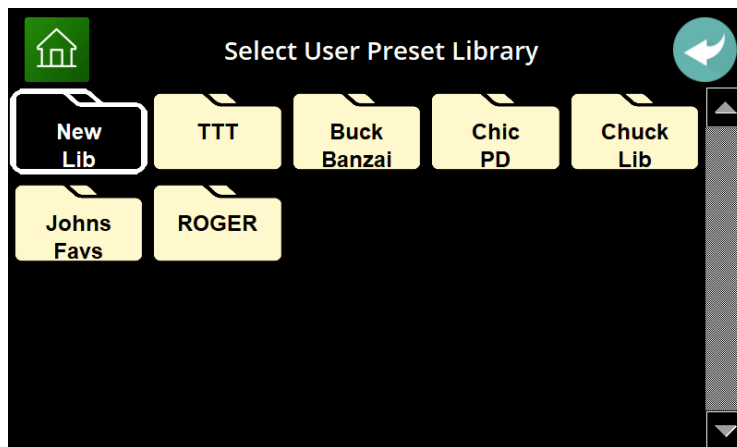 Select User Preset Library
New
Lib
TTT
Buck
Banzai
Chic
PD
Chuck
Lib
Johns
Favs
ROGER